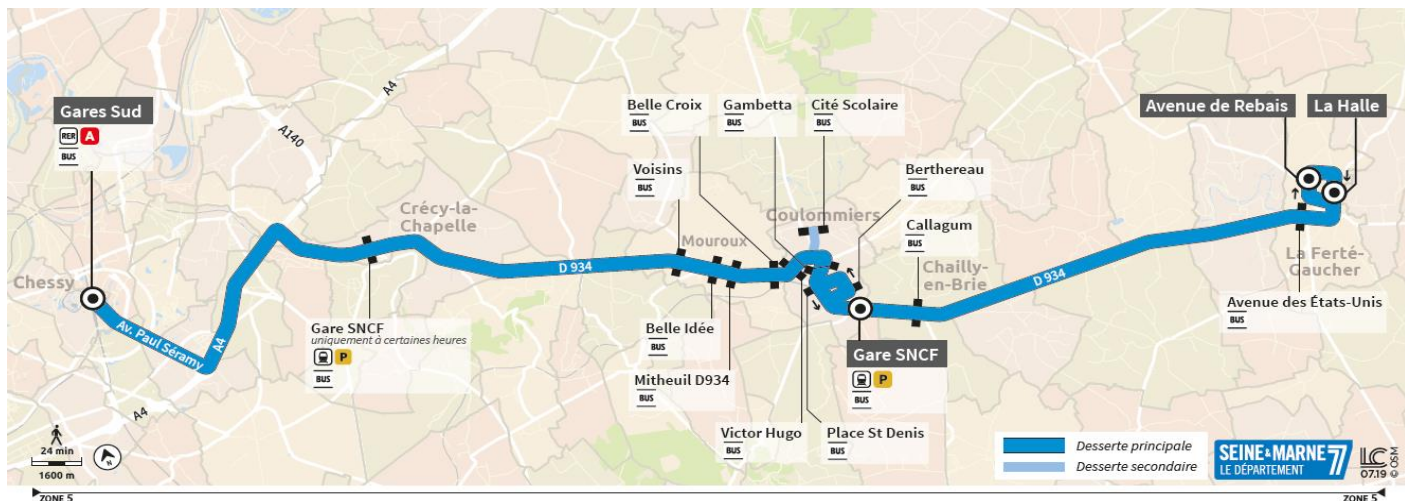 Gares Sud
RER A
BUS
Chessy
Av. Paul Séramy
A4
A4
A140
A4
Crécy-la-
Chapelle
Gare SNCF
uniquement à certaines heures
P
BUS
D 934
Voisins
BUS
Mouroux
Belle Croix
BUS
Gambetta
BUS
Cité Scolaire
BUS
Coulommiers
Berthereau
BUS
Callagum
BUS
Chailly-
en-Brie
Belle Idée
BUS
Mitheuil D934
BUS
Victor Hugo
BUS
Place St Denis
BUS
Gare SNCF
P
BUS
D 934
Avenue de Rebais
La Halle
La Ferté-
Gaucher
Avenue des États-Unis
BUS
24 min
1600 m
N
Desserte principale
Desserte secondaire
SEINE & MARNE 77
LE DÉPARTEMENT
LC
07.19 © OSM
ZONE 5
ZONE 5